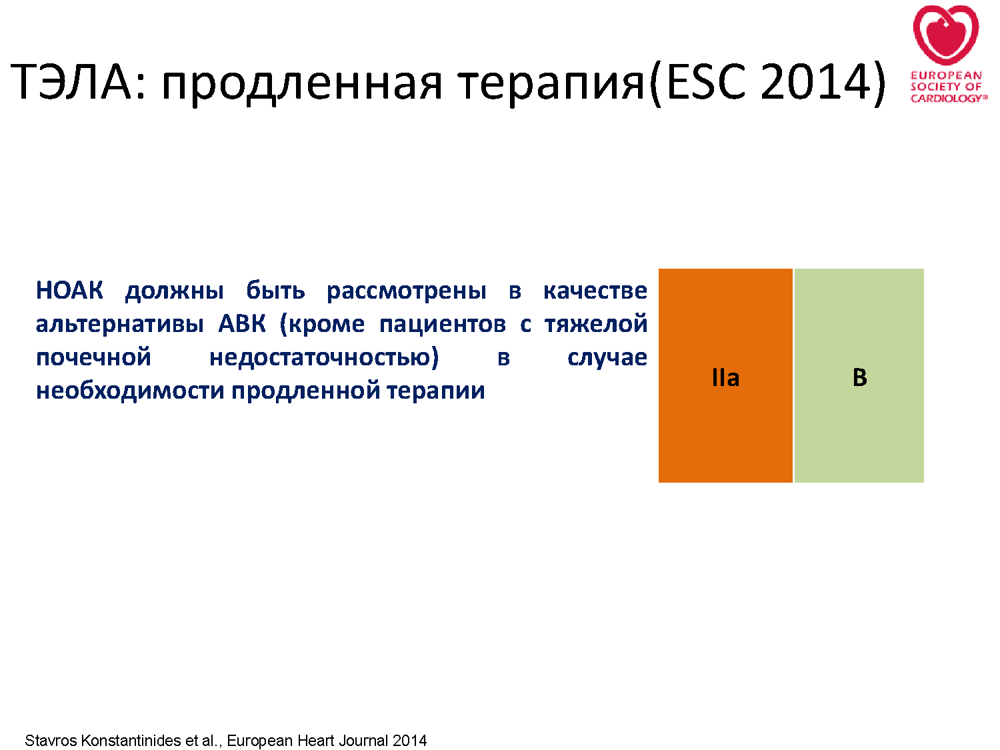 ТЭЛА: продленная терапия(ESC 2014)
EUROPEAN
SOCIETY OF
CARDIOLOGY®
НОАК должны быть рассмотрены в качестве
альтернативы АВК (кроме пациентов с тяжелой
почечной недостаточностью) в случае
необходимости продленной терапии
IIa
B
Stavros Konstantinides et al., European Heart Journal 2014